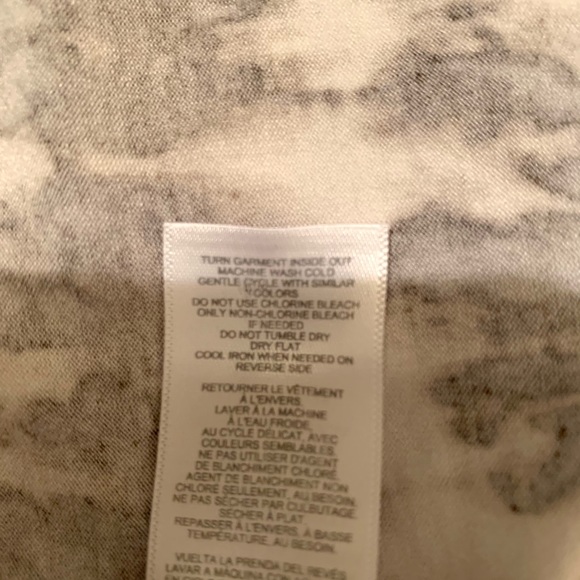 TURN GARMENT INSIDE OUT
MACHINE WASH COLD
GENTLE CYCLE WITH SIMILAR
COLORS
DO NOT USE CHLORINE BLEACH
ONLY NON-CHLORINE BLEACH
IF NEEDED
DO NOT TUMBLE DRY
DRY FLAT
COOL IRON WHEN NEEDED ON
REVERSE SIDE
RETOURNER LE VÊTEMENT
À L'ENVERS.
LAVER À LA MACHINE
À L'EAU FROIDE,
AU CYCLE DÉLICAT, AVEC
COULEURS SEMBLABLES.
NE PAS UTILISER D'AGENT
DE BLANCHIMENT CHLORÉ.
AGENT DE BLANCHIMENT NON
CHLORÉ SEULEMENT, AU BESOIN.
NE PAS SÉCHER PAR CULBUTAGE.
SÉCHER À PLAT.
REPASSER À L'ENVERS, À BASSE
TEMPÉRATURE, AU BESOIN.
VUELTA LA PRENDA DEL REVÉS
LAVAR A MÁQUINA CON